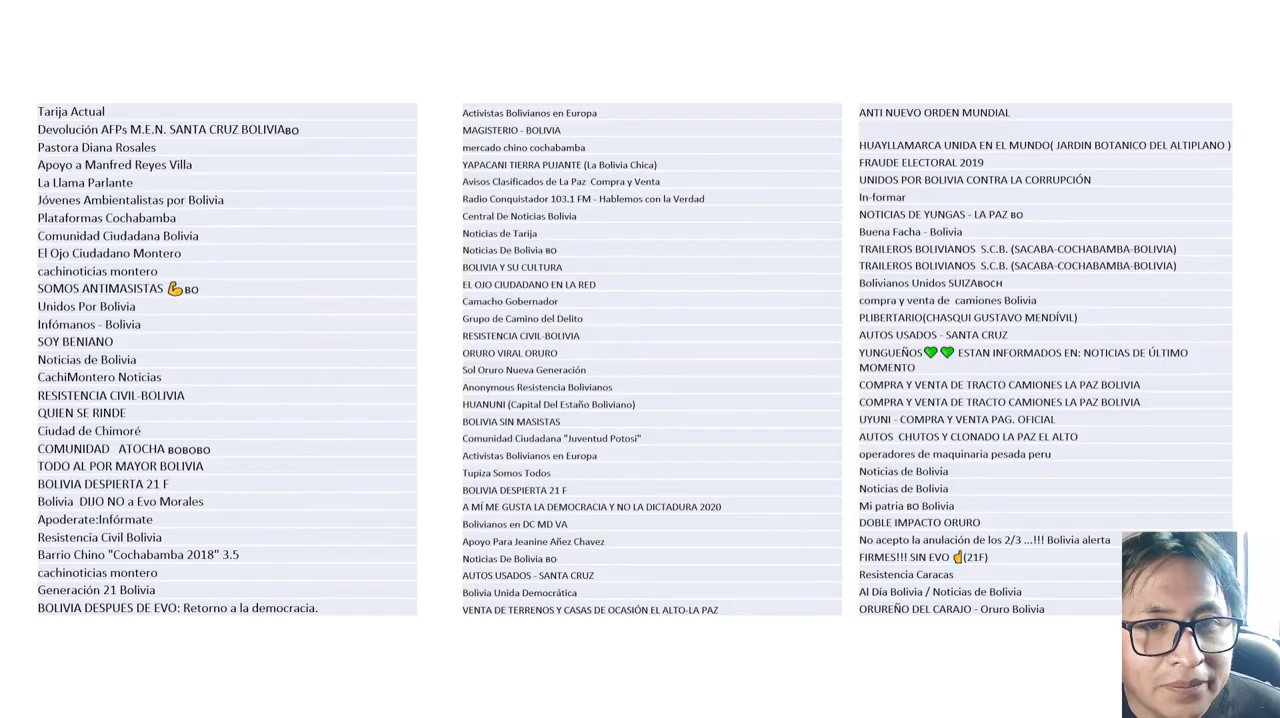 Tarija Actual
Devolución AFPs M.E.N. SANTA CRUZ BOLIVIABO
Pastora Diana Rosales
Apoyo a Manfred Reyes Villa
La Llama Parlante
Jóvenes Ambientalistas por Bolivia
Plataformas Cochabamba
Comunidad Ciudadana Bolivia
El Ojo Ciudadano Montero
cachinoticias montero
SOMOS ANTIMASISTAS 💪BO
Unidos Por Bolivia
Infómanos - Bolivia
SOY BENIANO
Noticias de Bolivia
CachiMontero Noticias
RESISTENCIA CIVIL-BOLIVIA
QUIEN SE RINDE
Ciudad de Chimoré
COMUNIDAD ATOCHA BOBOBO
TODO AL POR MAYOR BOLIVIA
BOLIVIA DESPIERTA 21 F
Bolivia DIJO NO a Evo Morales
Apoderate:Infórmate
Resistencia Civil Bolivia
Barrio Chino "Cochabamba 2018" 3.5
cachinoticias montero
Generación 21 Bolivia
BOLIVIA DESPUES DE EVO: Retorno a la democracia.
Activistas Bolivianos en Europa
MAGISTERIO - BOLIVIA
mercado chino cochabamba
YAPACANI TIERRA PUJANTE (La Bolivia Chica)
Avisos Clasificados de La Paz Compra y Venta
Radio Conquistador 103.1 FM - Hablemos con la Verdad
Central De Noticias Bolivia
Noticias de Tarija
Noticias De Bolivia BO
BOLIVIA Y SU CULTURA
EL OJO CIUDADANO EN LA RED
Camacho Gobernador
Grupo de Camino del Delito
RESISTENCIA CIVIL-BOLIVIA
ORURO VIRAL ORURO
Sol Oruro Nueva Generación
Anonymous Resistencia Bolivianos
HUANUNI (Capital Del Estaño Boliviano)
BOLIVIA SIN MASISTAS
Comunidad Ciudadana "Juventud Potosi"
Activistas Bolivianos en Europa
Tupiza Somos Todos
BOLIVIA DESPIERTA 21 F
A MÍ ME GUSTA LA DEMOCRACIA Y NO LA DICTADURA 2020
Bolivianos en DC MD VA
Apoyo Para Jeanine Añez Chavez
Noticias De Bolivia BO
AUTOS USADOS - SANTA CRUZ
Bolivia Unida Democrática
VENTA DE TERRENOS Y CASAS DE OCASIÓN EL ALTO-LA PAZ
ANTI NUEVO ORDEN MUNDIAL
HUAYLLAMARCA UNIDA EN EL MUNDO( JARDIN BOTANICO DEL ALTIPLANO )
FRAUDE ELECTORAL 2019
UNIDOS POR BOLIVIA CONTRA LA CORRUPCIÓN
In-formar
NOTICIAS DE YUNGAS - LA PAZ BO
Buena Facha - Bolivia
TRAILEROS BOLIVIANOS S.C.B. (SACABA-COCHABAMBA-BOLIVIA)
TRAILEROS BOLIVIANOS S.C.B. (SACABA-COCHABAMBA-BOLIVIA)
Bolivianos Unidos SUIZABOCH
compra y venta de camiones Bolivia
PLIBERTARIO(CHASQUI GUSTAVO MENDÍVIL)
AUTOS USADOS - SANTA CRUZ
YUNGUEÑOS💚 💚 ESTAN INFORMADOS EN: NOTICIAS DE ÚLTIMO
MOMENTO
COMPRA Y VENTA DE TRACTO CAMIONES LA PAZ BOLIVIA
COMPRA Y VENTA DE TRACTO CAMIONES LA PAZ BOLIVIA
UYUNI - COMPRA Y VENTA PAG. OFICIAL
AUTOS CHUTOS Y CLONADO LA PAZ EL ALTO
operadores de maquinaria pesada peru
Noticias de Bolivia
Noticias de Bolivia
Mi patria BO Bolivia
DOBLE IMPACTO ORURO
No acepto la anulación de los 2/3 ...!!! Bolivia alerta
FIRMES!!! SIN EVO ☝(21F)
Resistencia Caracas
Al Día Bolivia / Noticias de Bolivia
ORUREÑO DEL CARAJO - Oruro Bolivia